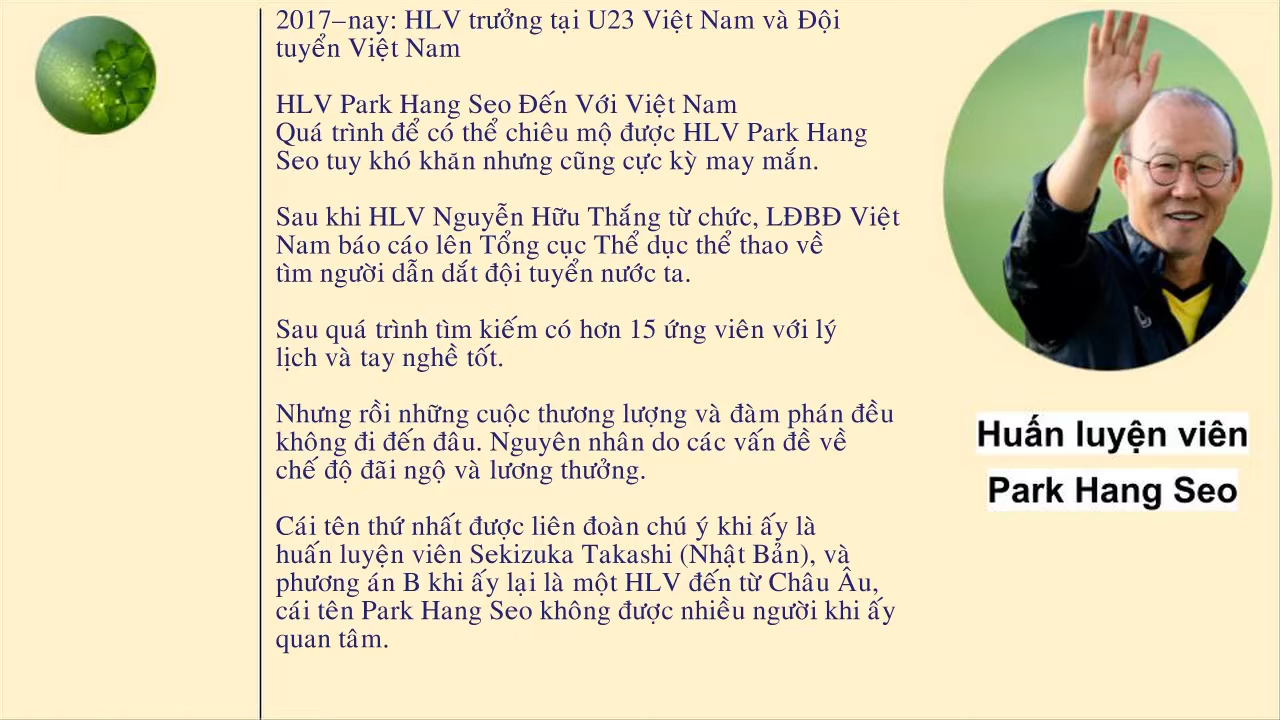 2017–nay: HLV trưởng tại U23 Việt Nam và Đội
tuyển Việt Nam
HLV Park Hang Seo Đến Với Việt Nam
Quá trình để có thể chiêu mộ được HLV Park Hang
Seo tuy khó khăn nhưng cũng cực kỳ may mắn.
Sau khi HLV Nguyễn Hữu Thắng từ chức, LĐBĐ Việt
Nam báo cáo lên Tổng cục Thể dục thể thao về
tìm người dẫn dắt đội tuyển nước ta.
Sau quá trình tìm kiếm có hơn 15 ứng viên với lý
lịch và tay nghề tốt.
Nhưng rồi những cuộc thương lượng và đàm phán đều
không đi đến đâu. Nguyên nhân do các vấn đề về
chế độ đãi ngộ và lương thưởng.
Cái tên thứ nhất được liên đoàn chú ý khi ấy là
huấn luyện viên Sekizuka Takashi (Nhật Bản), và
phương án B khi ấy lại là một HLV đến từ Châu Âu,
cái tên Park Hang Seo không được nhiều người khi ấy
quan tâm.
Huấn luyện viên
Park Hang Seo